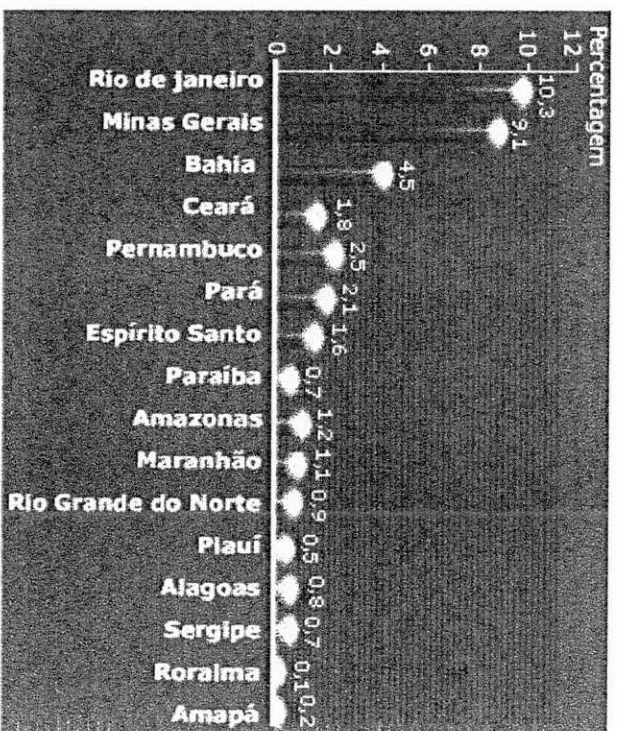 Percentagem
12
10
8
6
4
2
0
Rio de janeiro
10,3
Minas Gerais
9,1
Bahia
4,5
Ceará
1,8
Pernambuco
2,5
Pará
2,1
Espírito Santo
1,6
Paraíba
0,7
Amazonas
1,2
Maranhão
1,1
Rio Grande do Norte
0,9
Piauí
0,5
Alagoas
0,8
Sergipe
0,7
Roraima
0,1
Amapá
0,2